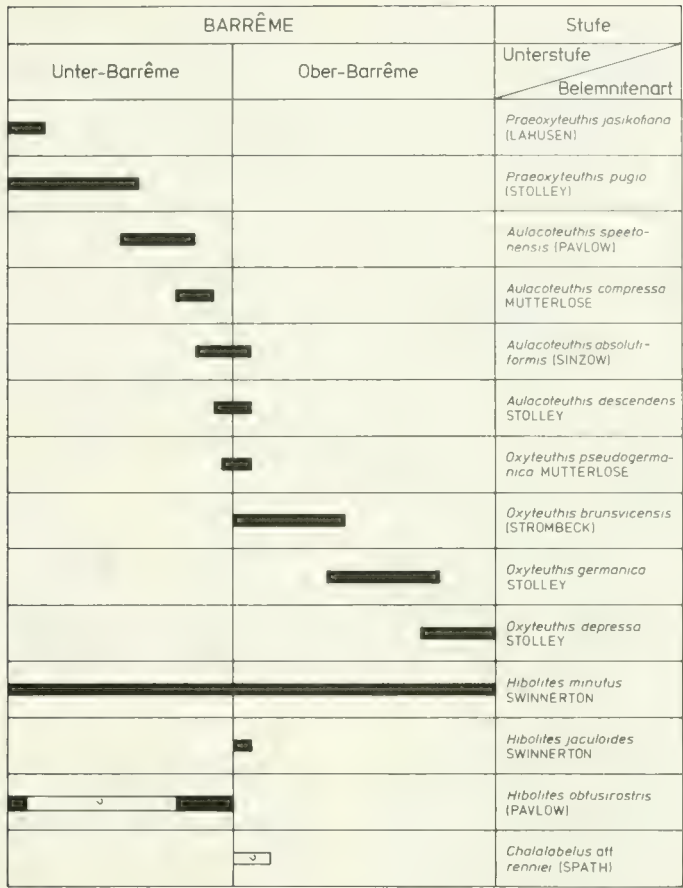 BARRÊME
Stufe
Unter-Barrême
Ober-Barrême
Unterstufe
Belemnitenart
Praeoxyteuthis jasikofiana
(LAHUSEN)
Praeoxyteuthis pugio
(STOLLEY)
Aulacoteuthis speeto-
nensis (PAVLOW)
Aulacoteuthis compressa
MUTTERLOSE
Aulacoteuthis absoluti-
formis (SINZOW)
Aulacoteuthis descendens
STOLLEY
Oxyteuthis pseudogerma-
nica MUTTERLOSE
Oxyteuthis brunsvicensis
(STROMBECK)
Oxyteuthis germanica
STOLLEY
Oxyteuthis depressa
STOLLEY
Hibolites minutus
SWINNERTON
Hibolites jaculoides
SWINNERTON
?
Hibolites obtusirostris
(PAVLOW)
?
Chalalabelus aff
renniei (SPATH)